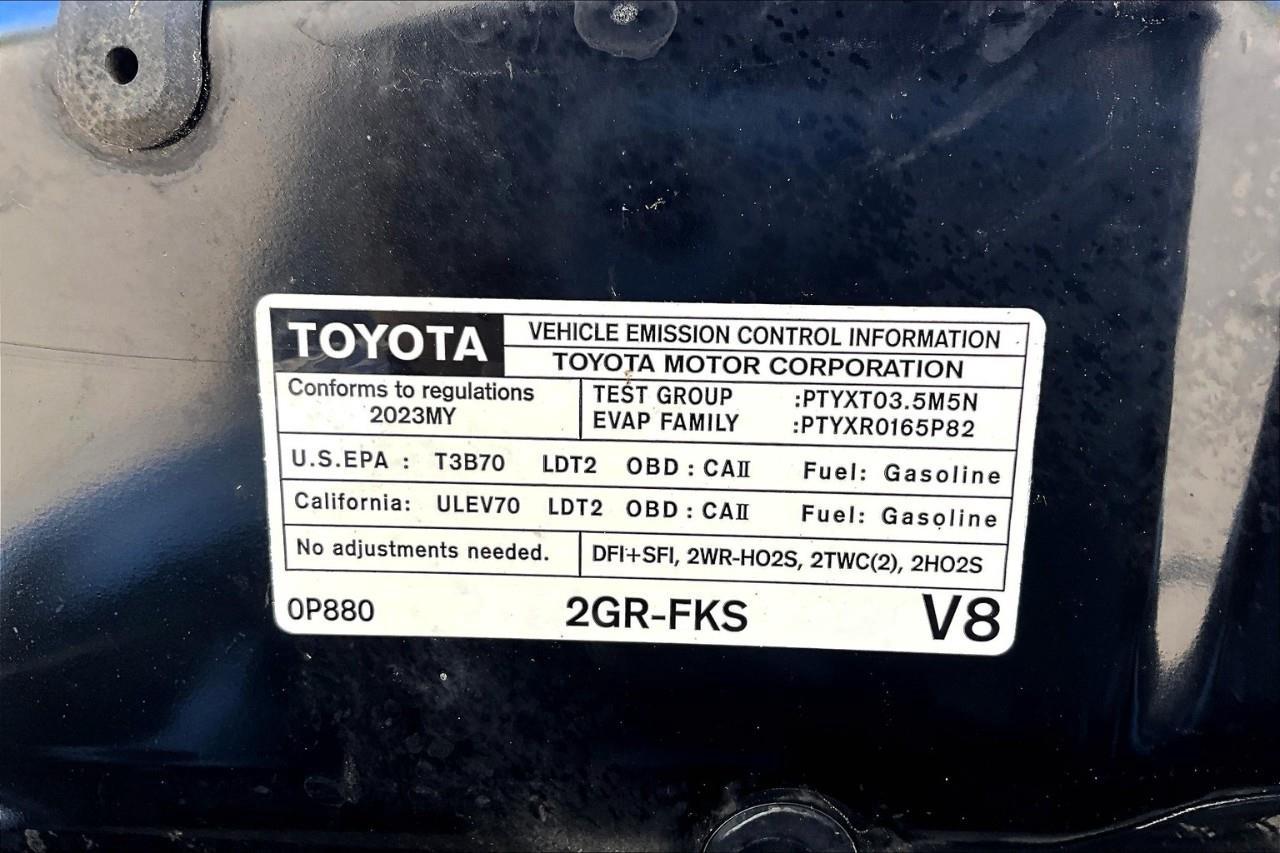 TOYOTA
VEHICLE EMISSION CONTROL INFORMATION
TOYOTA MOTOR CORPORATION
Conforms to regulations
2023MY
TEST GROUP :PTYXT03.5M5N
EVAP FAMILY :PTYXR0165P82
U.S.EPA : T3B70 LDT2 OBD : CAII Fuel: Gasoline
California: ULEV70 LDT2 OBD : CAII Fuel: Gasoline
No adjustments needed.
DFI+SFI, 2WR-HO2S, 2TWC(2), 2HO2S
0P880 2GR-FKS V8